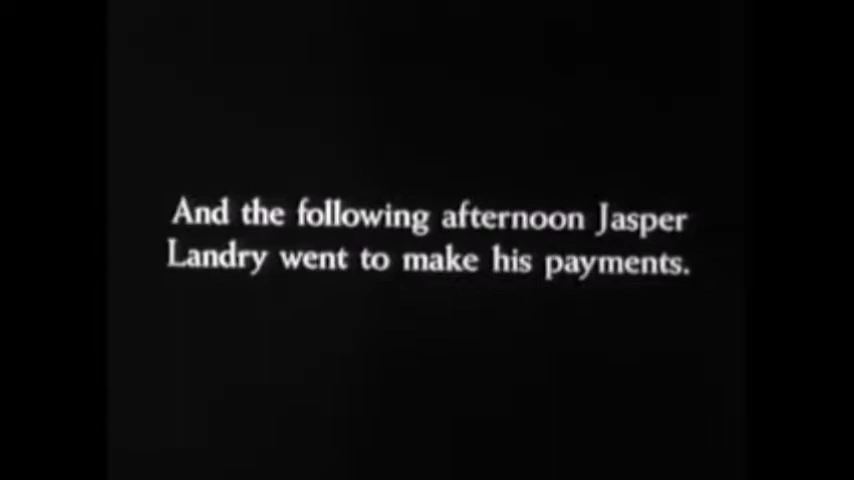 And the following afternoon Jasper
Landry went to make his payments.